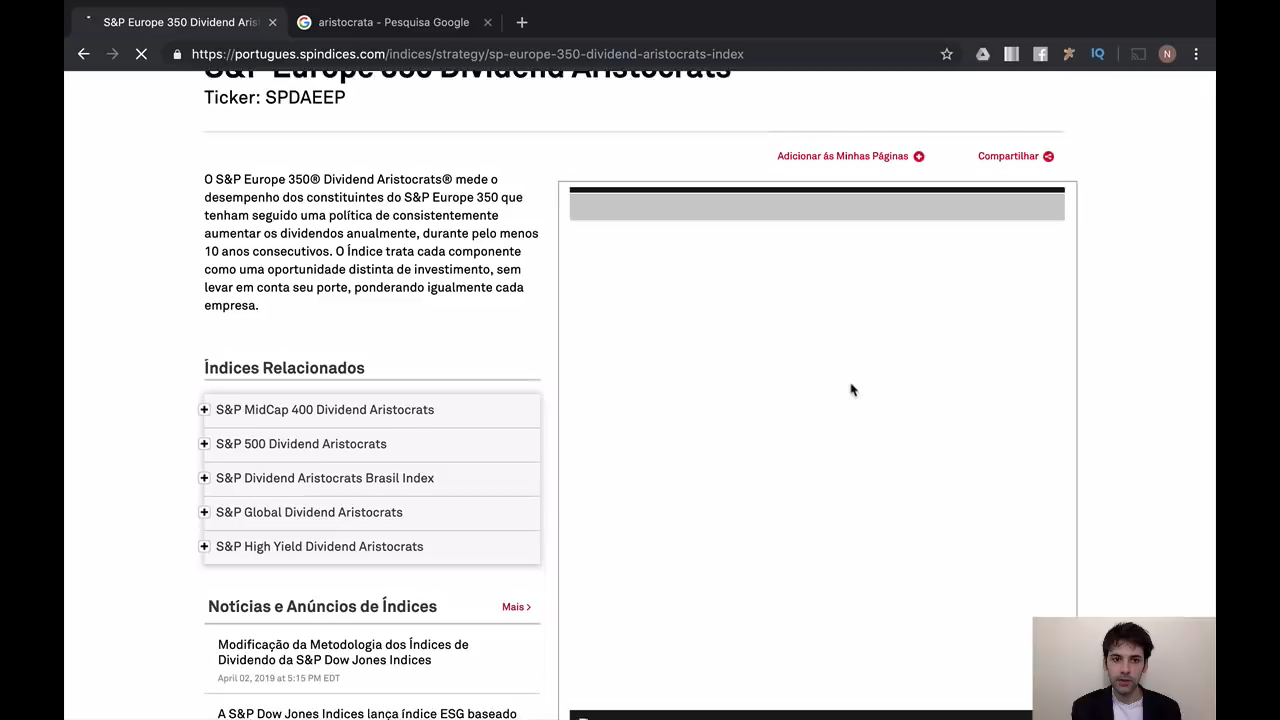 S&P Europe 350 Dividend Aris
aristocrata - Pesquisa Google
https://portugues.spindices.com/indices/strategy/sp-europe-350-dividend-aristocrats-index
IQ
N
S&P Europe 350 Dividend Aristocrats
Ticker: SPDAEEP
Adicionar ás Minhas Páginas
Compartilhar
O S&P Europe 350® Dividend Aristocrats® mede o
desempenho dos constituintes do S&P Europe 350 que
tenham seguido uma política de consistentemente
aumentar os dividendos anualmente, durante pelo menos
10 anos consecutivos. O Índice trata cada componente
como uma oportunidade distinta de investimento, sem
levar em conta seu porte, ponderando igualmente cada
empresa.
Índices Relacionados
S&P MidCap 400 Dividend Aristocrats
S&P 500 Dividend Aristocrats
S&P Dividend Aristocrats Brasil Index
S&P Global Dividend Aristocrats
S&P High Yield Dividend Aristocrats
Notícias e Anúncios de Índices
Mais >
Modificação da Metodologia dos Índices de
Dividendo da S&P Dow Jones Indices
April 02, 2019 at 5:15 PM EDT
A S&P Dow Jones Indices lança índice ESG baseado